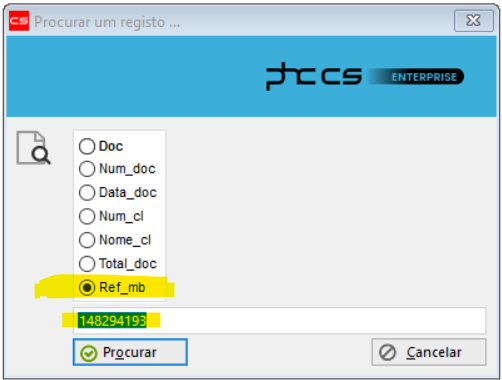 CS Procurar um registo ...
phc cs ENTERPRISE
Doc
Num_doc
Data_doc
Num_cl
Nome_cl
Total_doc
Ref_mb
148294193
Procurar Cancelar